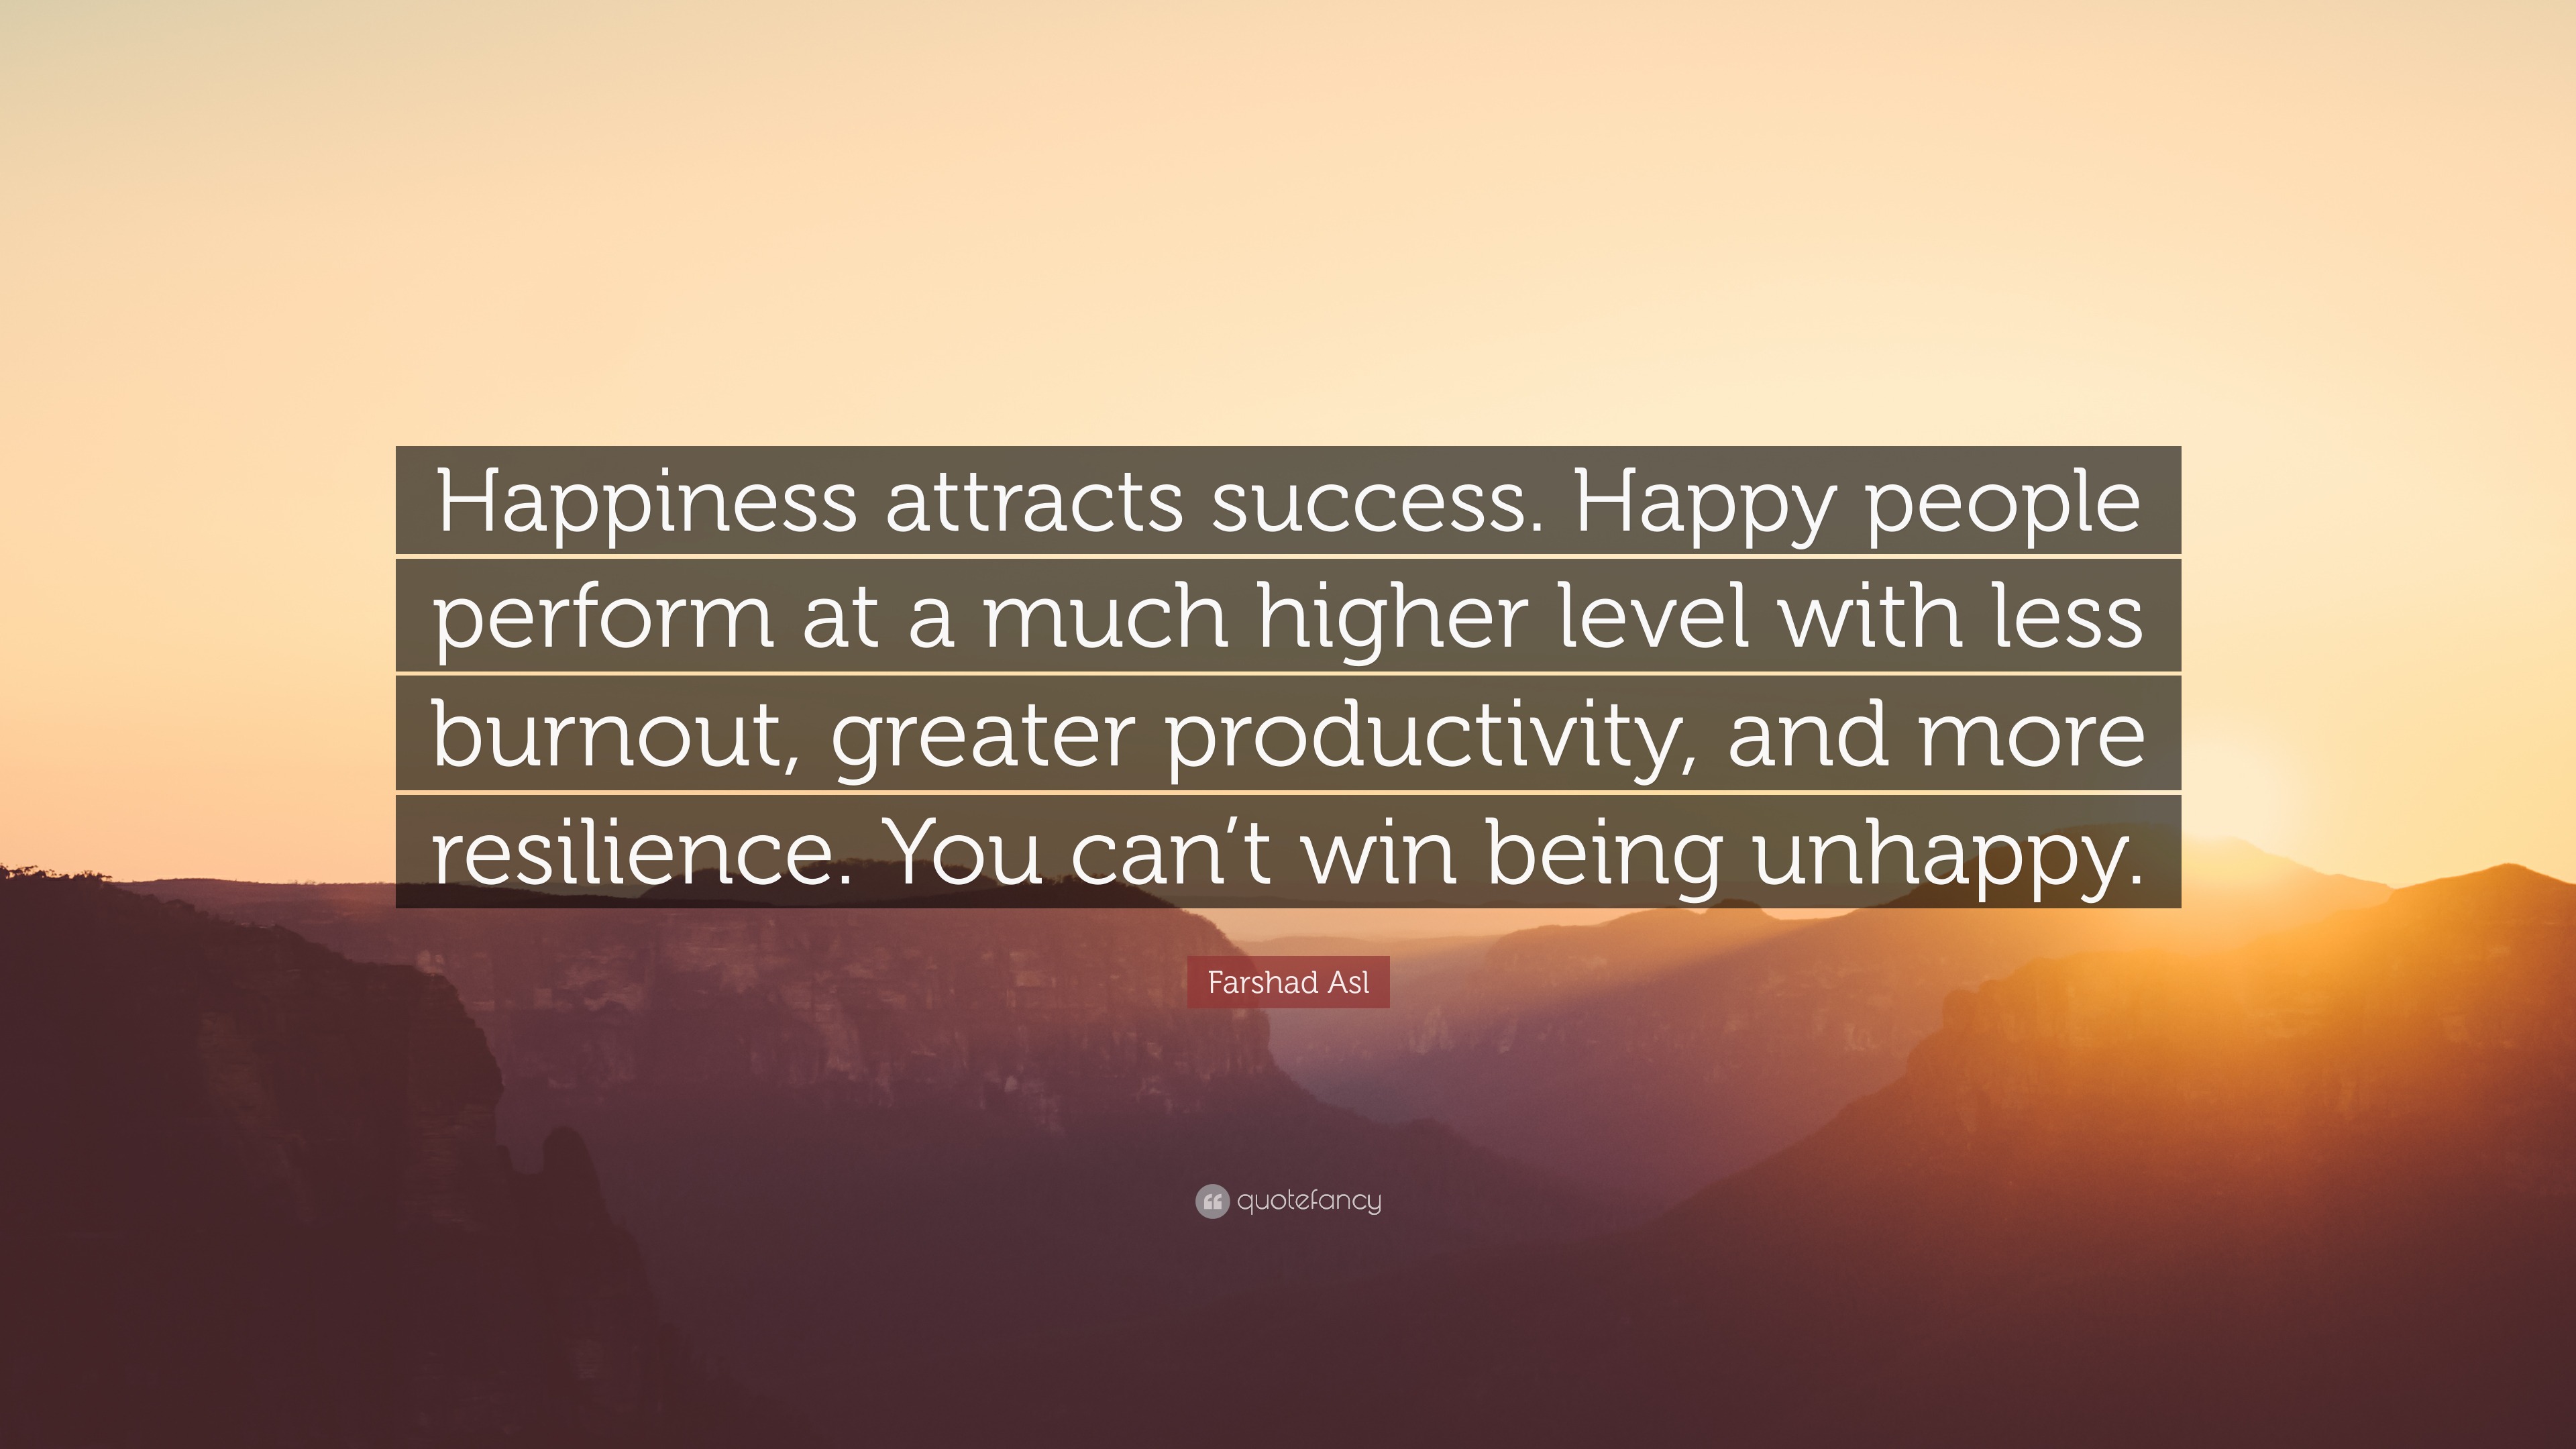 Happiness attracts success. Happy people
perform at a much higher level with less
burnout, greater productivity, and more
resilience. You can’t win being unhappy.
Farshad Asl
quotefancy